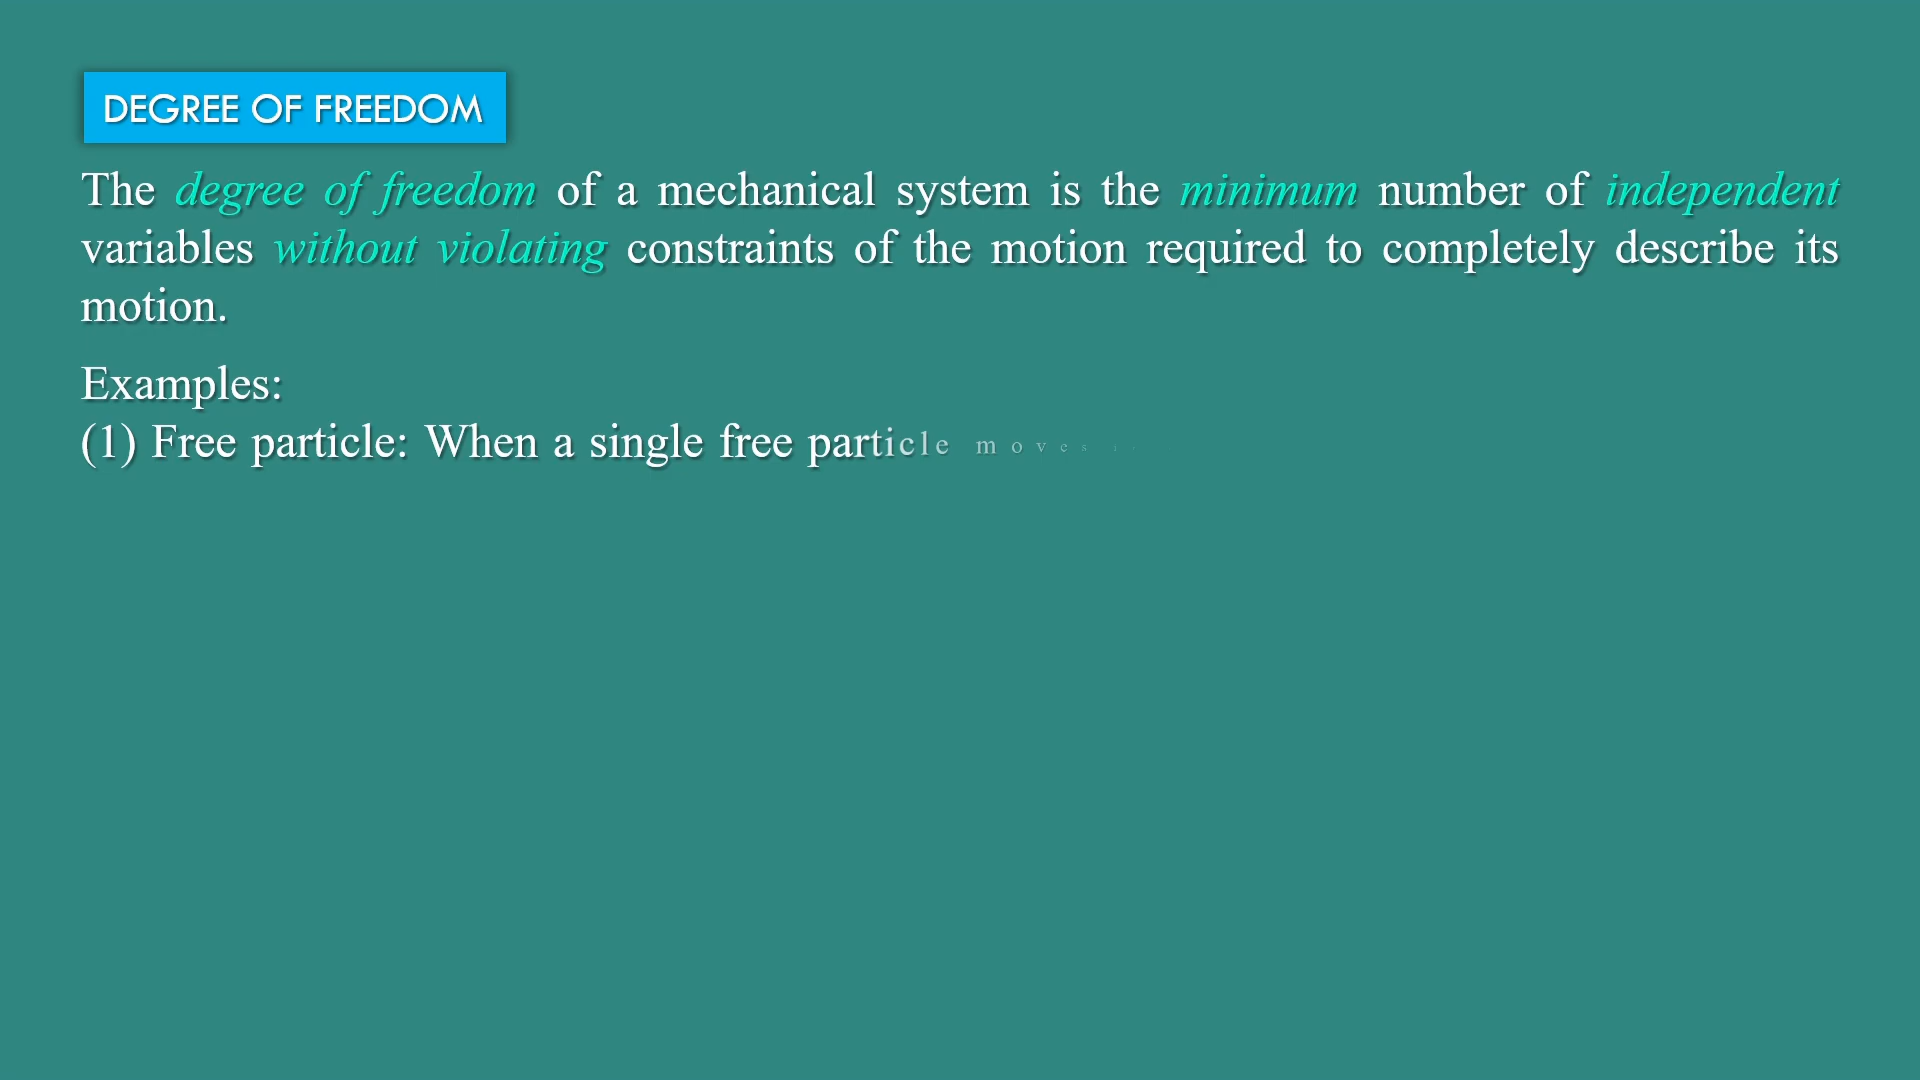 DEGREE OF FREEDOM
The degree of freedom of a mechanical system is the minimum number of independent
variables without violating constraints of the motion required to completely describe its
motion.
Examples:
(1) Free particle: When a single free particle moves